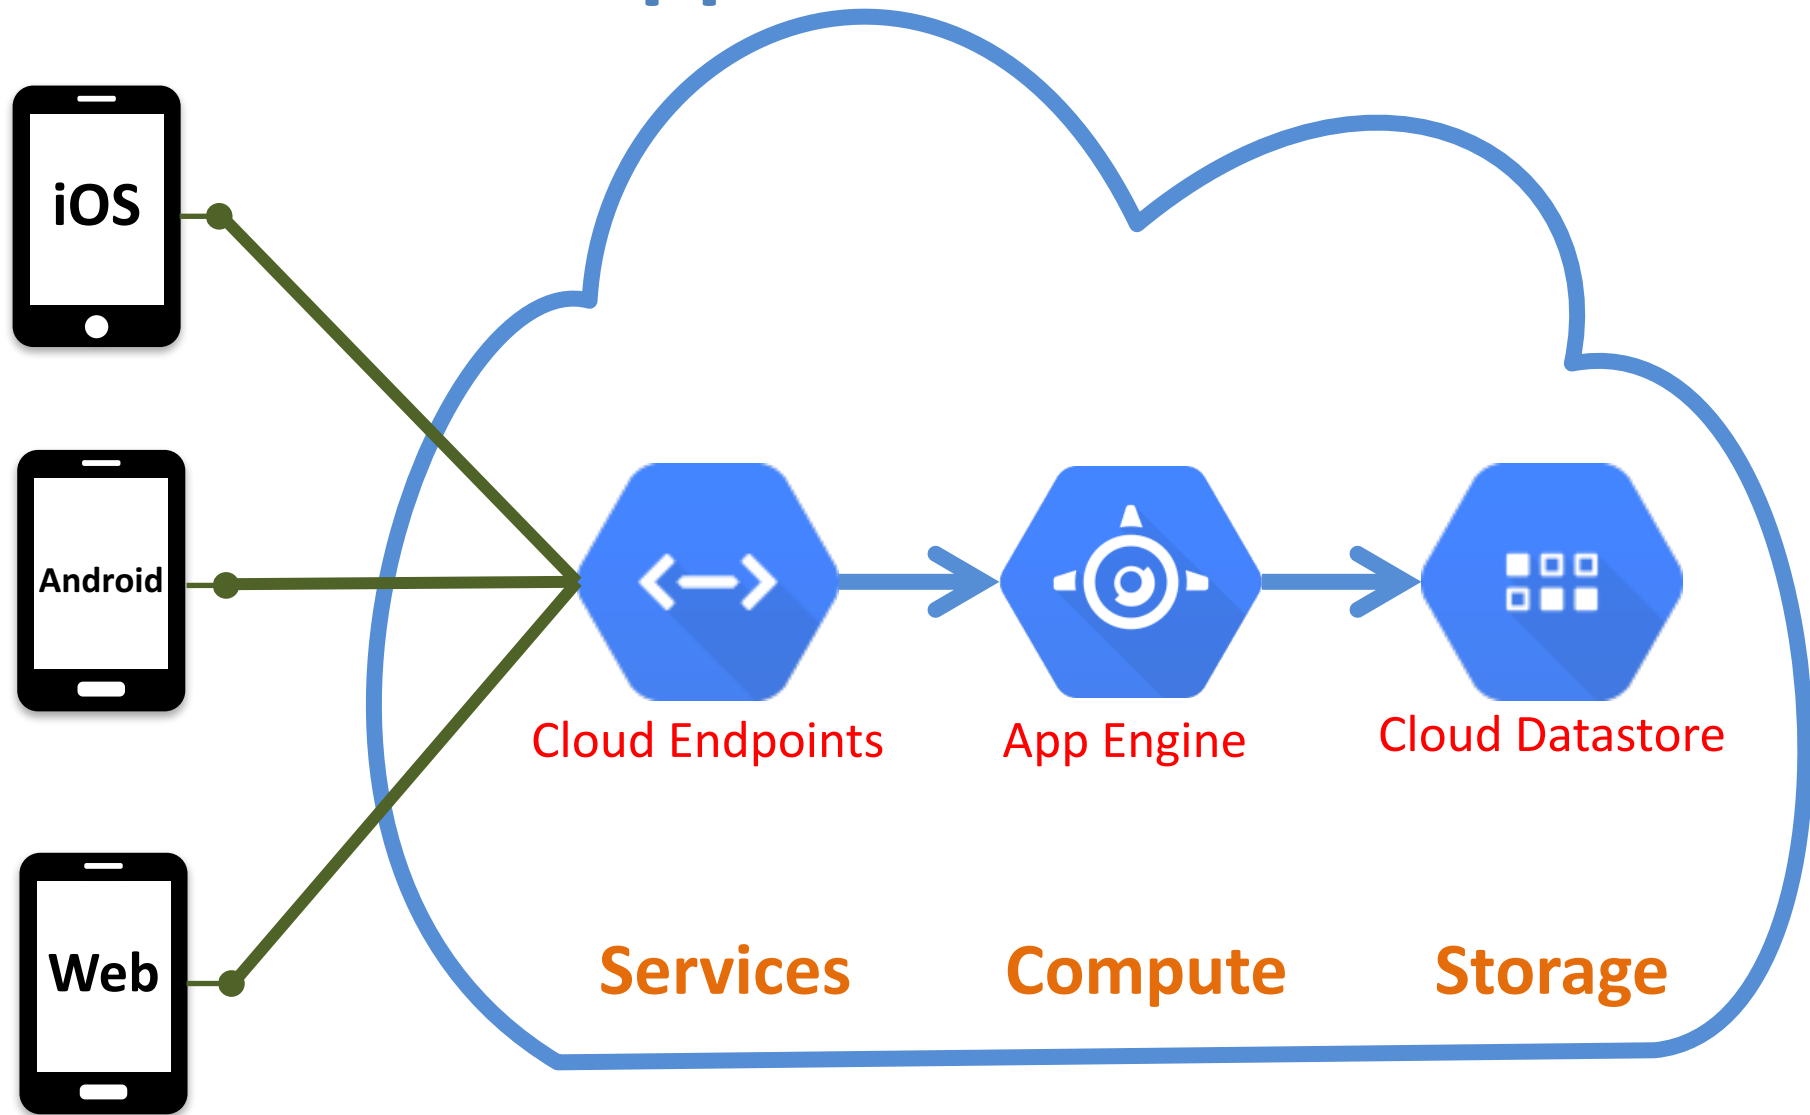 iOS
Android
Web
Cloud Endpoints
App Engine
Cloud Datastore
Services
Compute
Storage